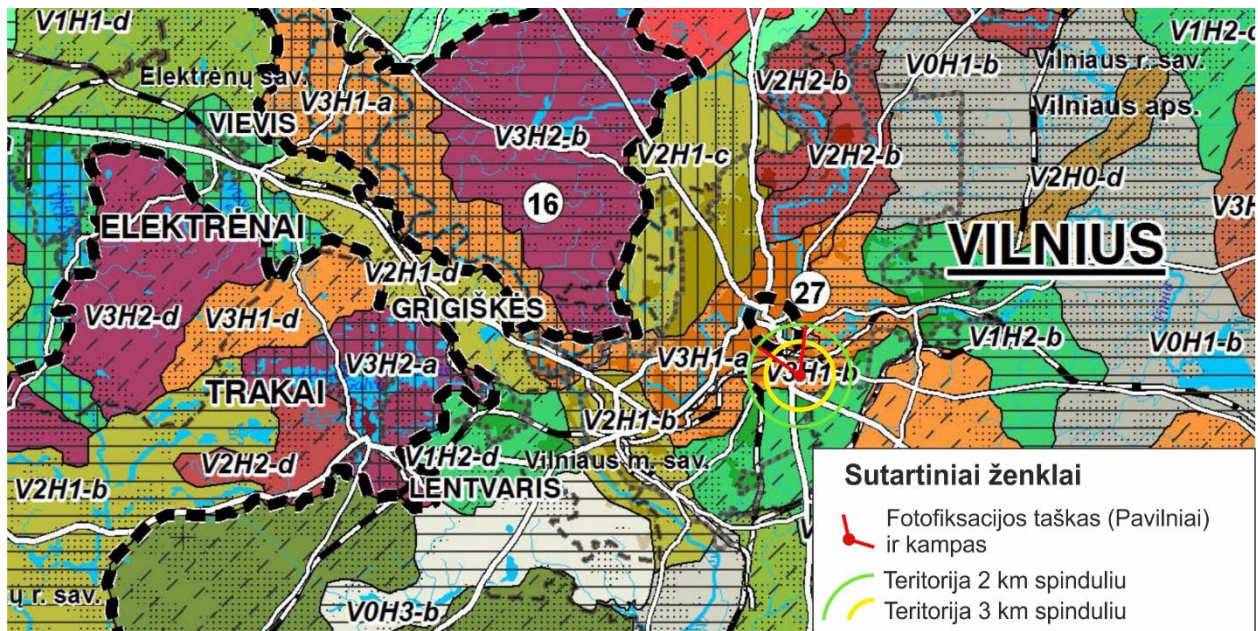 V1H1-d
V2H2-b
V0H1-b
Vilniaus r. sav.
V1H2-c
Elektrėnų sav.
V3H1-a
Vilniaus aps.
VIEVIS
V3H2-b
V2H1-c
V2H2-b
V2H0-d
16
ELEKTRĖNAI
VILNIUS
V2H1-d
27
V3H2-d
V3H1-d
GRIGIŠKĖS
V3H2-a
V3H1-a
V3H1-b
V1H2-b
V0H1-b
TRAKAI
V2H1-b
V2H2-d
V1H2-d
Vilniaus m. sav.
V2H1-b
LENTVARIS
V0H3-b
ų r. sav.
Sutartiniai ženklai
Fotofiksacijos taškas (Pavilniai)
ir kampas
Teritorija 2 km spinduliu
Teritorija 3 km spinduliu